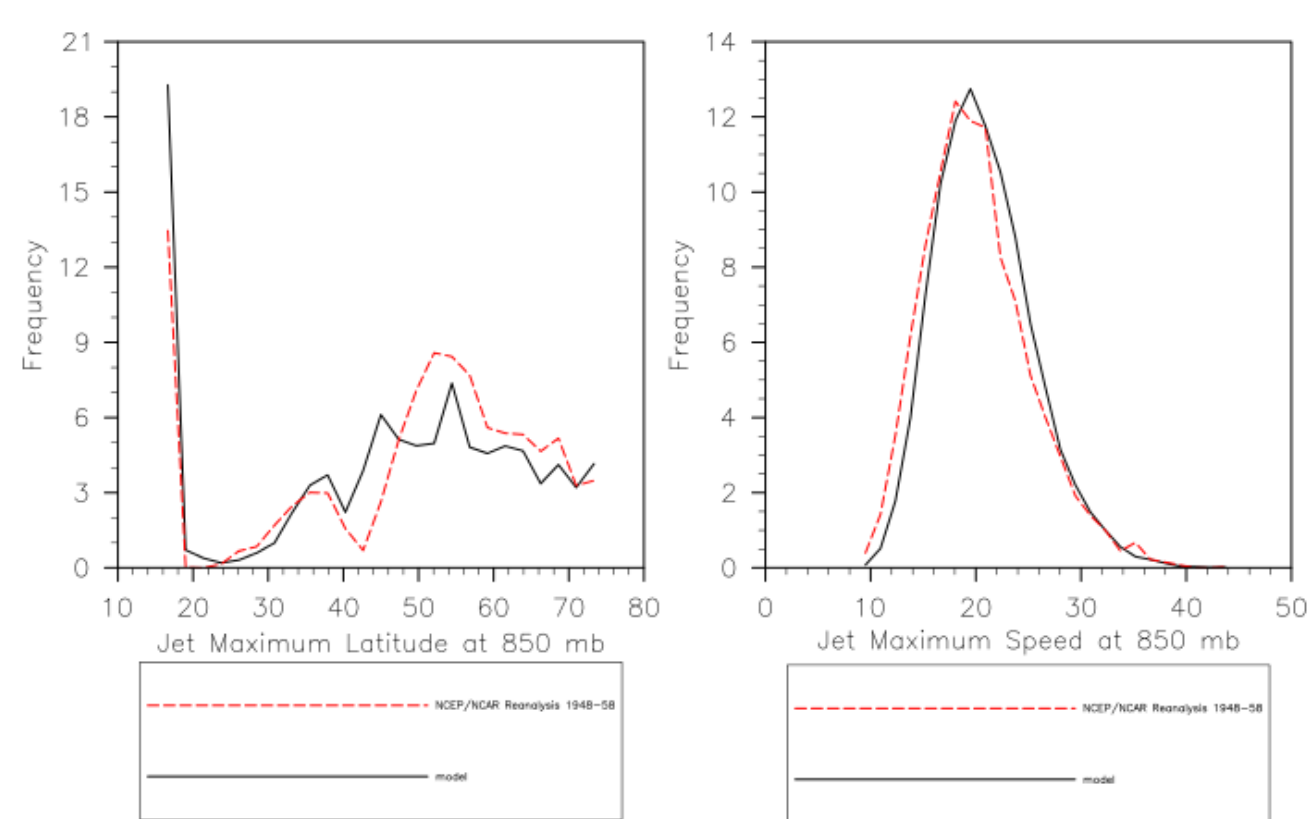 21
18
15
12
9
6
3
0
Frequency
10 20 30 40 50 60 70 80
Jet Maximum Latitude at 850 mb
NCEP/NCAR Reanalysis 1948-58
model
14
12
10
8
6
4
2
0
Frequency
0 10 20 30 40 50
Jet Maximum Speed at 850 mb
NCEP/NCAR Reanalysis 1948-58
model